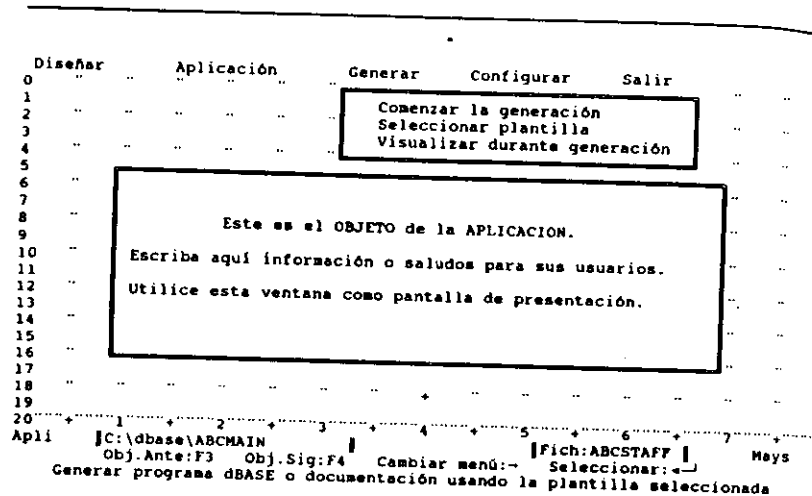 Diseñar Aplicación Generar Configurar Salir
0
1
Comenzar la generación
2
Seleccionar plantilla
3
Visualizar durante generación
4
5
6
7
8
Este es el OBJETO de la APLICACION.
9
10
Escriba aquí información o saludos para sus usuarios.
11
12
Utilice esta ventana como pantalla de presentación.
13
14
15
16
17
18
19
20 + 1 + 2 + 3 + 4 + 5 + 6 + 7 +
Apli C:\dbase\ABCMAIN Fich:ABCSTAFF Mays
Obj.Ante:F3 Obj.Sig:F4 Cambiar menú:→ Seleccionar:↵
Generar programa dBASE o documentación usando la plantilla seleccionada